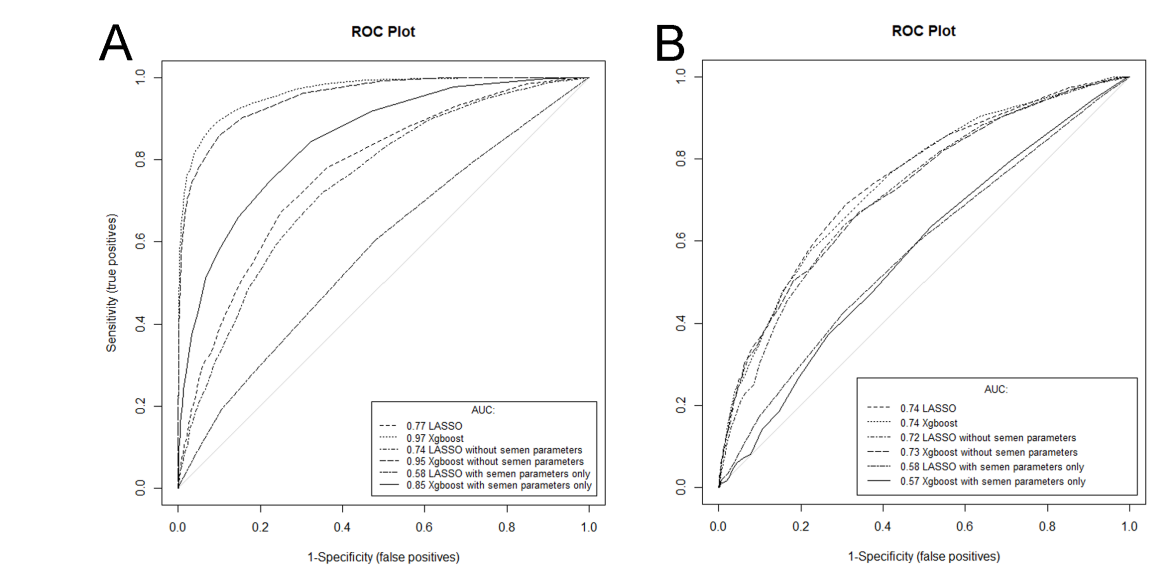 A
ROC Plot
Sensitivity (true positives)
1.0
0.8
0.6
0.4
0.2
0.0
0.0 0.2 0.4 0.6 0.8 1.0
1-Specificity (false positives)
AUC:
0.77 LASSO
0.97 Xgboost
0.74 LASSO without semen parameters
0.95 Xgboost without semen parameters
0.58 LASSO with semen parameters only
0.85 Xgboost with semen parameters only
B
ROC Plot
1.0
0.8
0.6
0.4
0.2
0.0
0.0 0.2 0.4 0.6 0.8 1.0
1-Specificity (false positives)
AUC:
0.74 LASSO
0.74 Xgboost
0.72 LASSO without semen parameters
0.73 Xgboost without semen parameters
0.58 LASSO with semen parameters only
0.57 Xgboost with semen parameters only